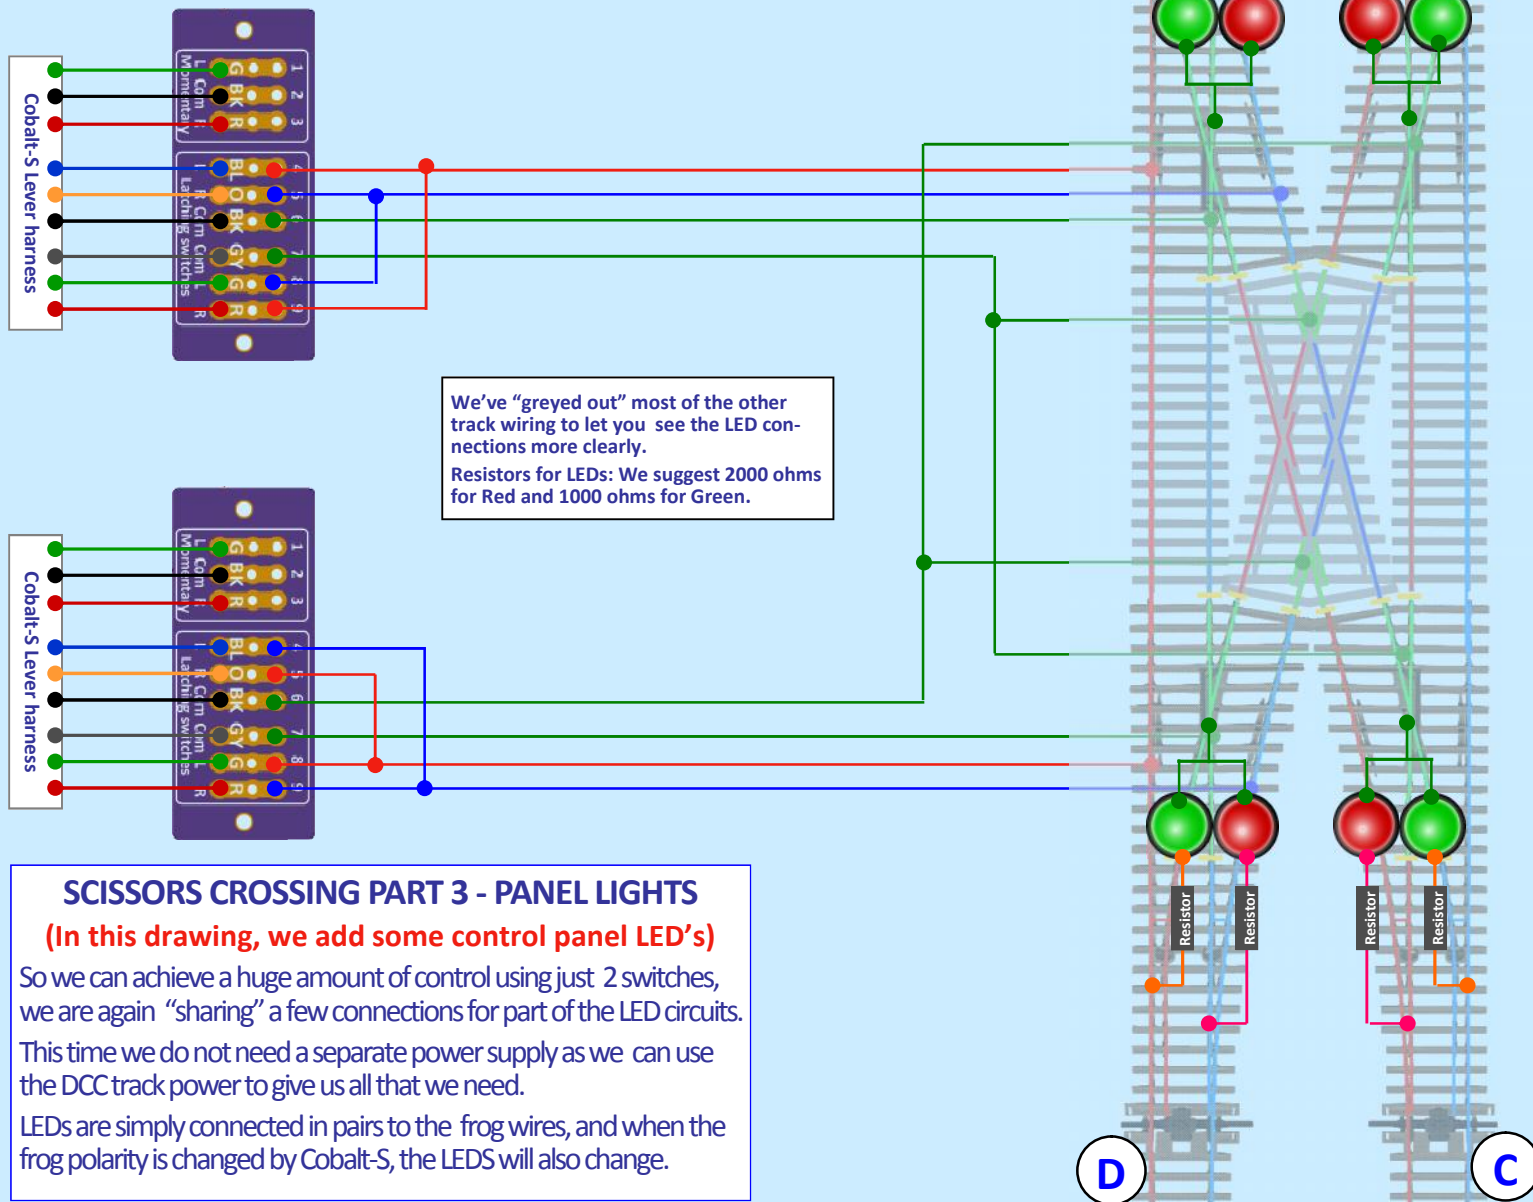 L Com R
Momentary
G BK R
1
2
3
L R Com Com L R
Latching switches
BL O BK GY G R
4
5
6
7
8
9
Cobalt-S Lever harness
We’ve “greyed out” most of the other
track wiring to let you see the LED con-
nections more clearly.
Resistors for LEDs: We suggest 2000 ohms
for Red and 1000 ohms for Green.
L Com R
Momentary
G BK R
1
2
3
L R Com Com L R
Latching switches
BL O BK GY G R
4
5
6
7
8
9
Cobalt-S Lever harness
SCISSORS CROSSING PART 3 - PANEL LIGHTS
(In this drawing, we add some control panel LED’s)
So we can achieve a huge amount of control using just 2 switches,
we are again “sharing” a few connections for part of the LED circuits.
This time we do not need a separate power supply as we can use
the DCC track power to give us all that we need.
LEDs are simply connected in pairs to the frog wires, and when the
frog polarity is changed by Cobalt-S, the LEDS will also change.
Resistor
Resistor
Resistor
Resistor
D
C